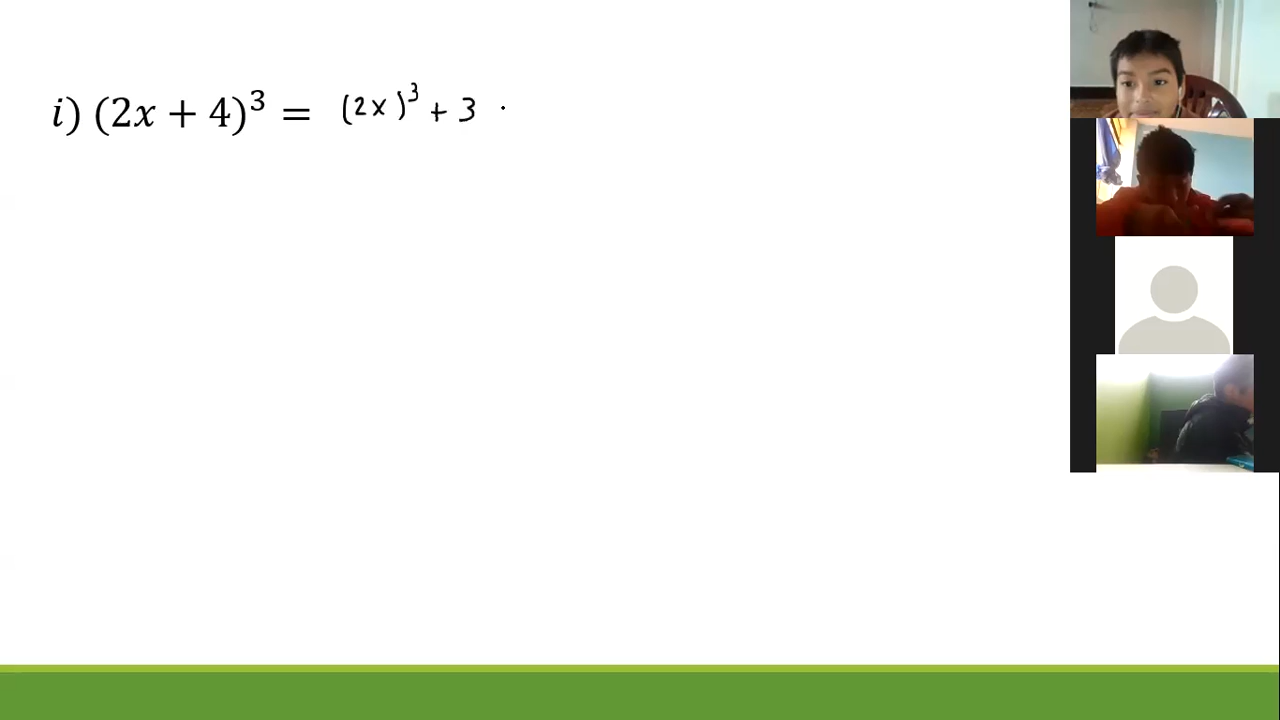 i) (2x + 4)³ = (2x)³ + 3 ·